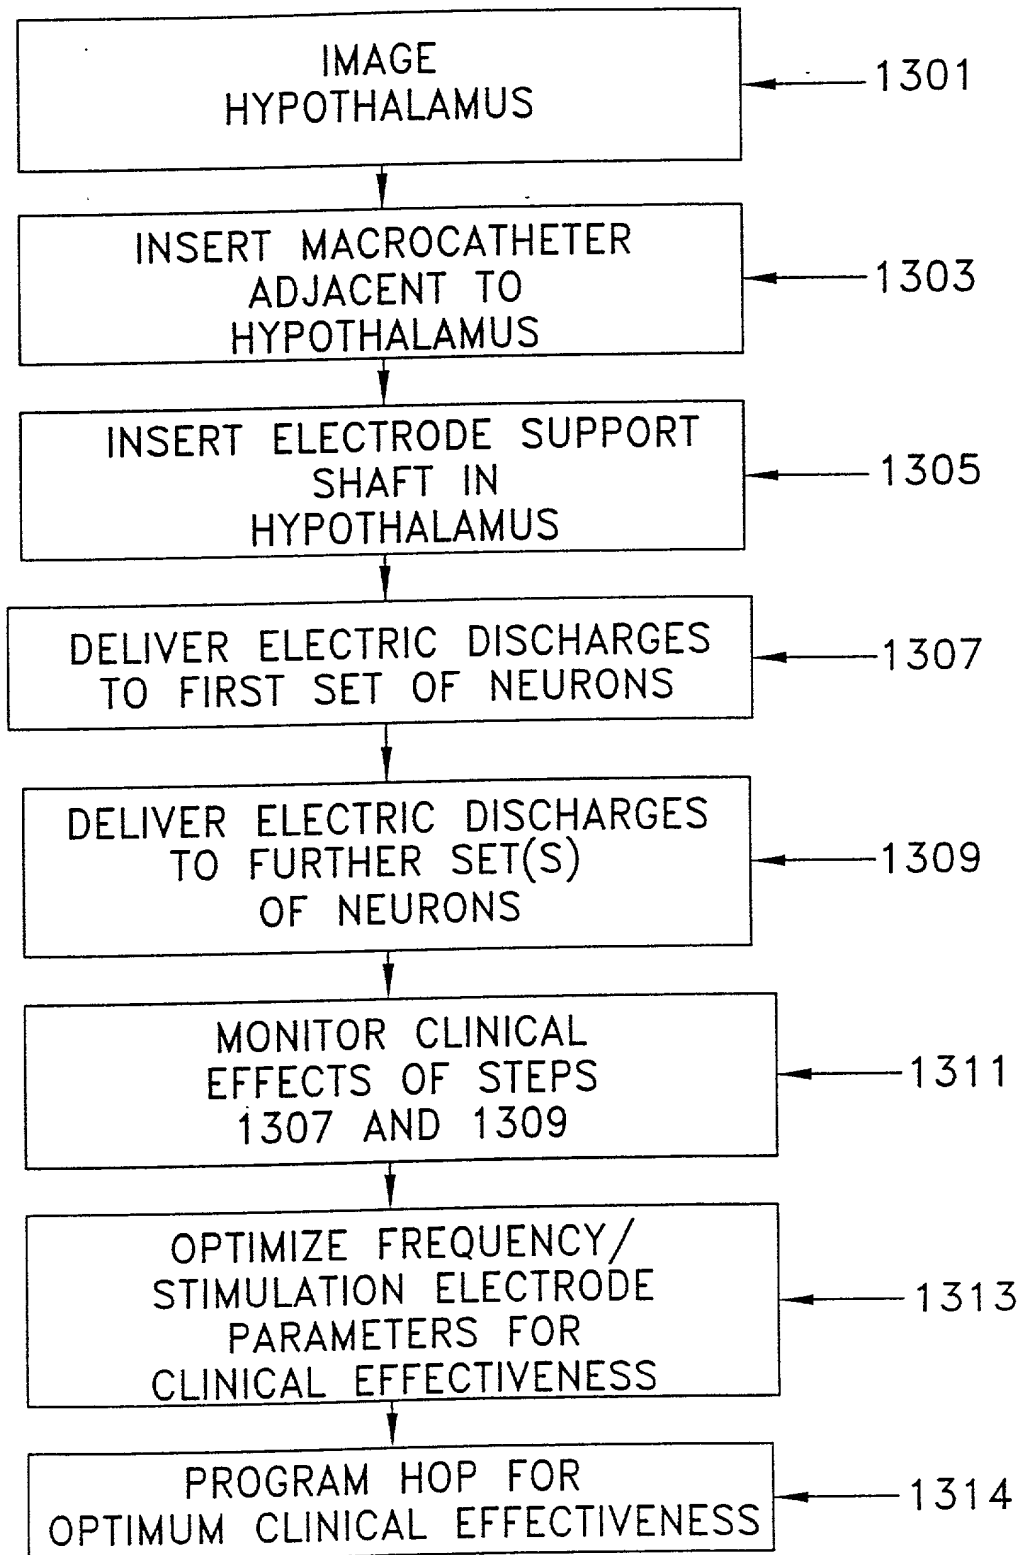 IMAGE
HYPOTHALAMUS
1301
INSERT MACROCATHETER
ADJACENT TO
HYPOTHALAMUS
1303
INSERT ELECTRODE SUPPORT
SHAFT IN
HYPOTHALAMUS
1305
DELIVER ELECTRIC DISCHARGES
TO FIRST SET OF NEURONS
1307
DELIVER ELECTRIC DISCHARGES
TO FURTHER SET(S)
OF NEURONS
1309
MONITOR CLINICAL
EFFECTS OF STEPS
1307 AND 1309
1311
OPTIMIZE FREQUENCY/
STIMULATION ELECTRODE
PARAMETERS FOR
CLINICAL EFFECTIVENESS
1313
PROGRAM HOP FOR
OPTIMUM CLINICAL EFFECTIVENESS
1314